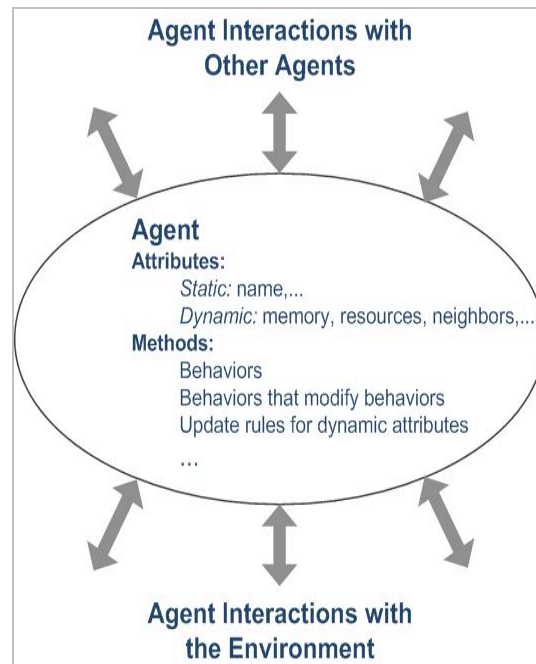 Agent Interactions with
Other Agents
Agent
Attributes:
Static: name,...
Dynamic: memory, resources, neighbors,...
Methods:
Behaviors
Behaviors that modify behaviors
Update rules for dynamic attributes
...
Agent Interactions with
the Environment